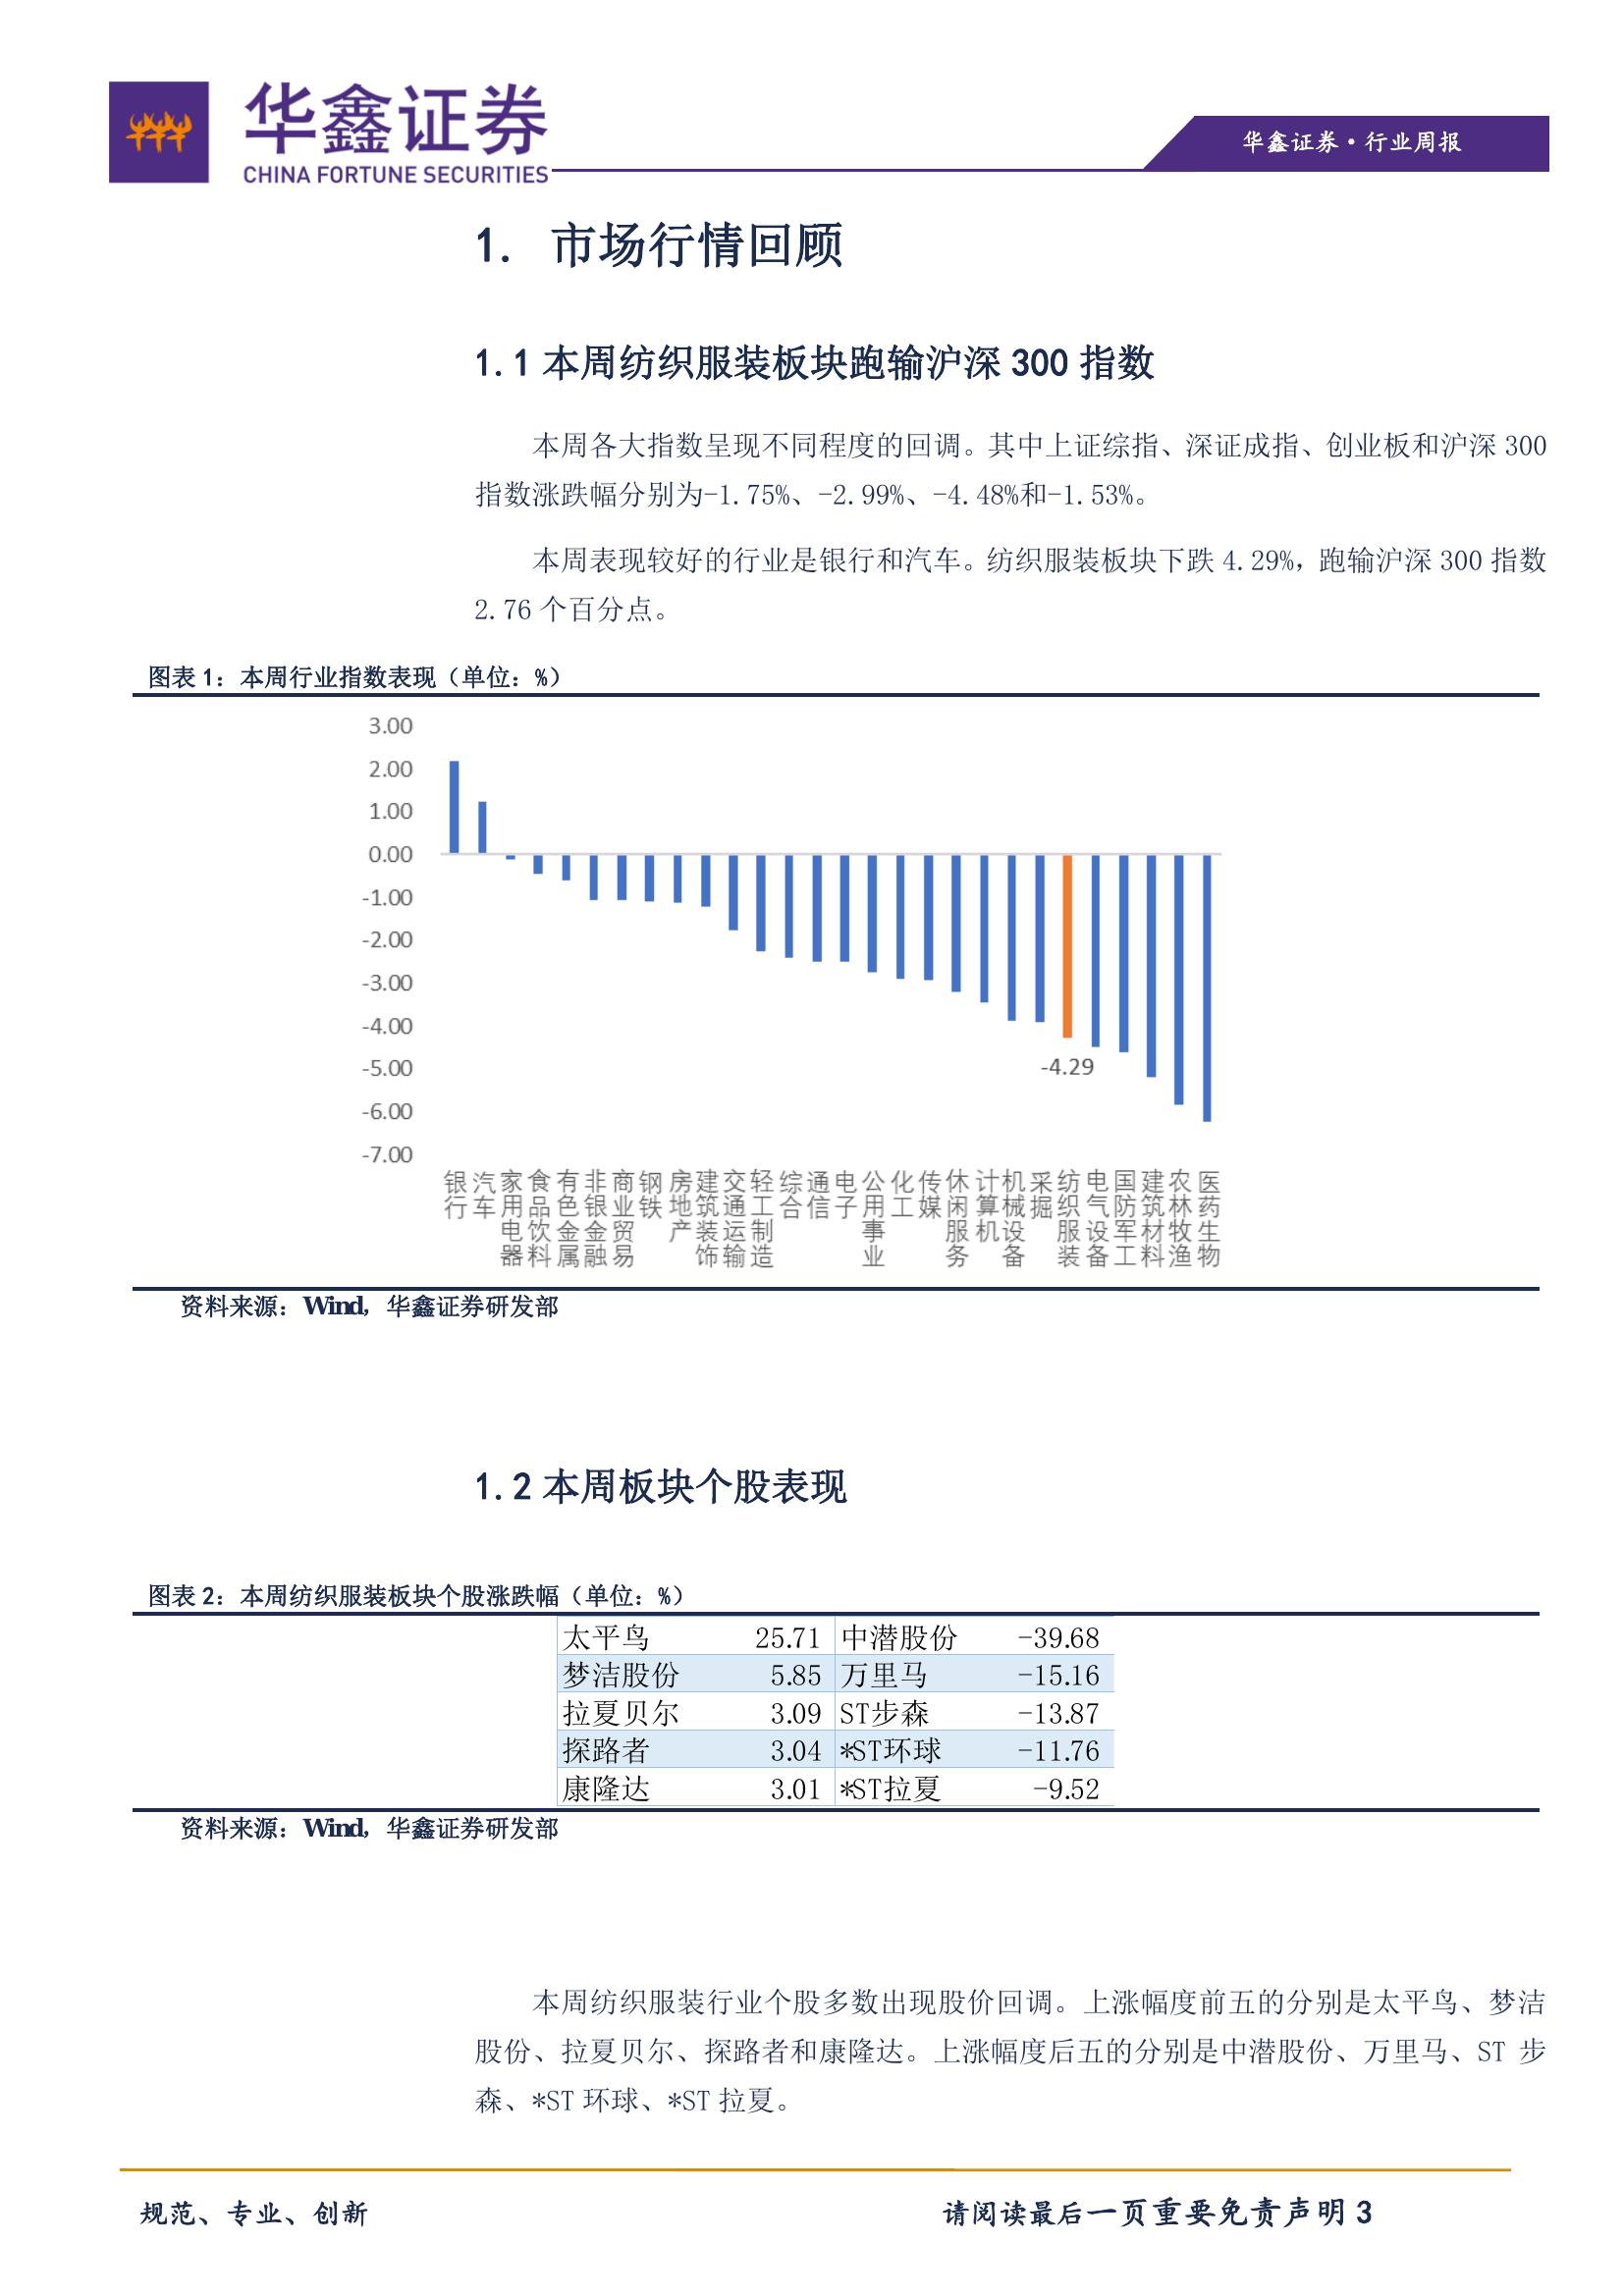 华鑫证券
CHINA FORTUNE SECURITIES
华鑫证券·行业周报
1. 市场行情回顾
1.1 本周纺织服装板块跑输沪深 300 指数
本周各大指数呈现不同程度的回调。其中上证综指、深证成指、创业板和沪深 300
指数涨跌幅分别为-1.75%、-2.99%、-4.48%和-1.53%。
本周表现较好的行业是银行和汽车。纺织服装板块下跌 4.29%，跑输沪深 300 指数
2.76 个百分点。
图表 1：本周行业指数表现（单位：%）
3.00
2.00
1.00
0.00
-1.00
-2.00
-3.00
-4.00
-5.00
-6.00
-7.00
-4.29
银行
汽车
家用电器
食品饮料
有色金属
非银金融
商业贸易
钢铁
房地产
建筑装饰
交通运输
轻工制造
综合
通信
电子
公用事业
化工
传媒
休闲服务
计算机
机械设备
采掘
纺织服装
电气设备
国防军工
建筑材料
农林牧渔
医药生物
资料来源：Wind，华鑫证券研发部
1.2 本周板块个股表现
图表 2：本周纺织服装板块个股涨跌幅（单位：%）
太平鸟 25.71 中潜股份 -39.68
梦洁股份 5.85 万里马 -15.16
拉夏贝尔 3.09 ST步森 -13.87
探路者 3.04 *ST环球 -11.76
康隆达 3.01 *ST拉夏 -9.52
资料来源：Wind，华鑫证券研发部
本周纺织服装行业个股多数出现股价回调。上涨幅度前五的分别是太平鸟、梦洁
股份、拉夏贝尔、探路者和康隆达。上涨幅度后五的分别是中潜股份、万里马、ST 步
森、*ST 环球、*ST 拉夏。
规范、专业、创新
请阅读最后一页重要免责声明 3